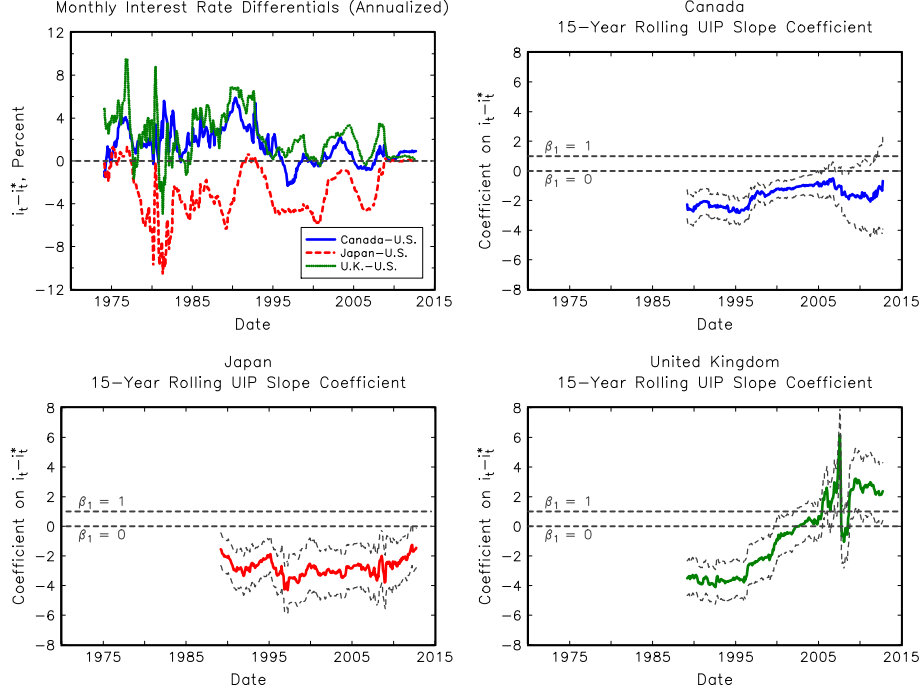 Monthly Interest Rate Differentials (Annualized)
i_t−i_t^*, Percent
12
8
4
0
−4
−8
−12
Canada−U.S.
Japan−U.S.
U.K.−U.S.
1975 1985 1995 2005 2015
Date
Canada
15−Year Rolling UIP Slope Coefficient
Coefficient on i_t−i_t^*
8
6
4
2
0
−2
−4
−6
−8
β₁ = 1
β₁ = 0
1975 1985 1995 2005 2015
Date
Japan
15−Year Rolling UIP Slope Coefficient
Coefficient on i_t−i_t^*
8
6
4
2
0
−2
−4
−6
−8
β₁ = 1
β₁ = 0
1975 1985 1995 2005 2015
Date
United Kingdom
15−Year Rolling UIP Slope Coefficient
Coefficient on i_t−i_t^*
8
6
4
2
0
−2
−4
−6
−8
β₁ = 1
β₁ = 0
1975 1985 1995 2005 2015
Date